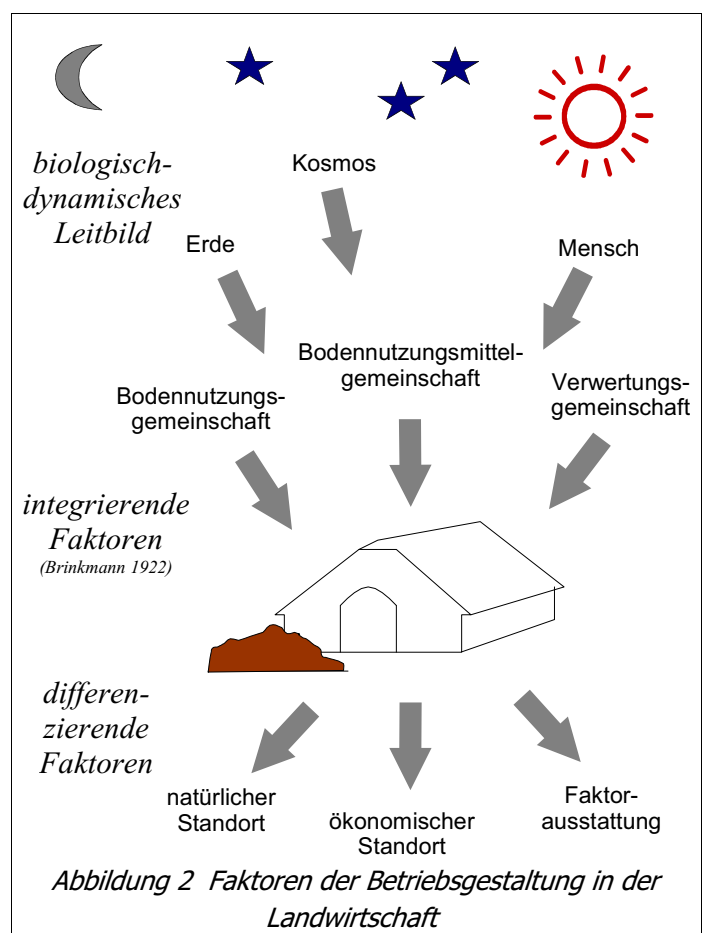 biologisch-
dynamisches
Leitbild
Kosmos
Erde
Mensch
Bodennutzungs-
gemeinschaft
Bodennutzungsmittel-
gemeinschaft
Verwertungs-
gemeinschaft
integrierende
Faktoren
(Brinkmann 1922)
differen-
zierende
Faktoren
natürlicher
Standort
ökonomischer
Standort
Faktor-
ausstattung
Abbildung 2 Faktoren der Betriebsgestaltung in der
Landwirtschaft